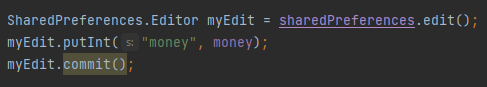 SharedPreferences.Editor myEdit = sharedPreferences.edit();
myEdit.putInt( s: "money", money);
myEdit.commit();